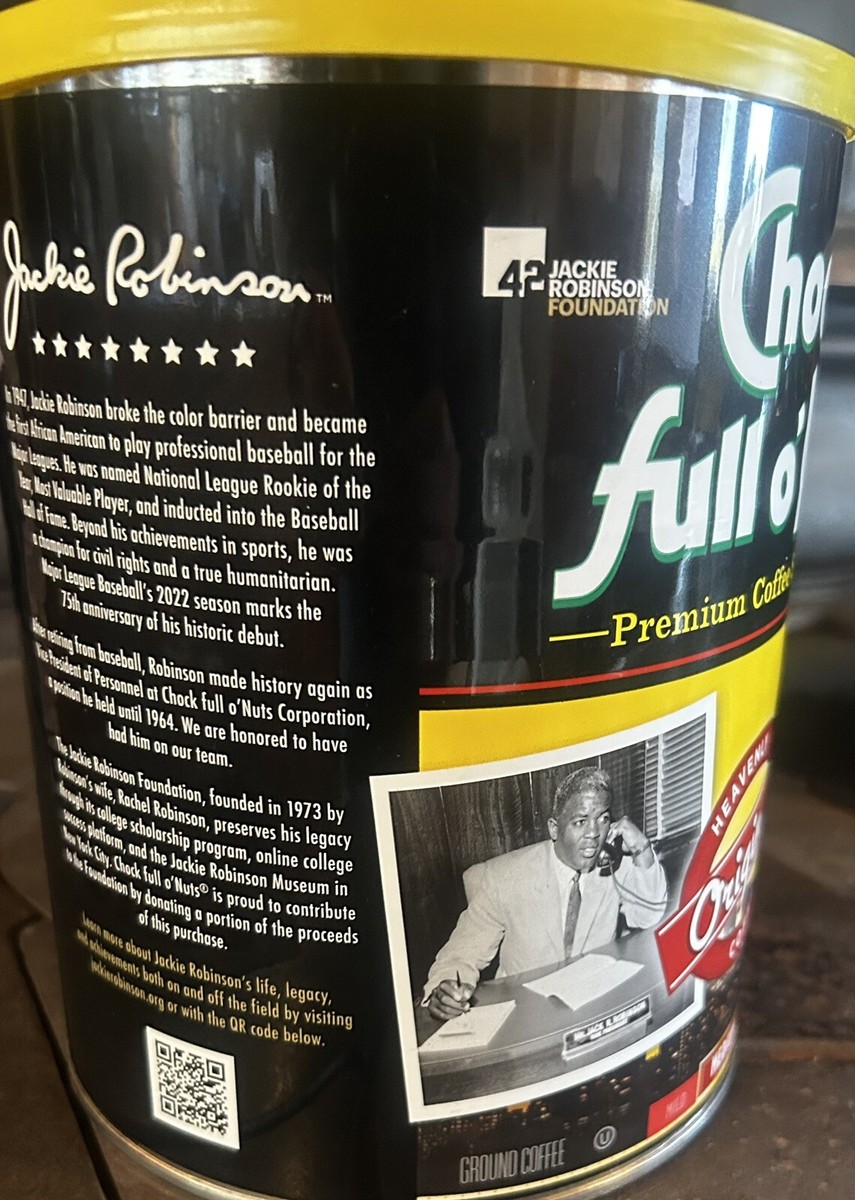 Jackie Robinson™
In 1947, Jackie Robinson broke the color barrier and became
the first African American to play professional baseball for the
Major Leagues. He was named National League Rookie of the
Year, Most Valuable Player, and inducted into the Baseball
Hall of Fame. Beyond his achievements in sports, he was
a champion for civil rights and a true humanitarian.
Major League Baseball's 2022 season marks the
75th anniversary of his historic debut.
After retiring from baseball, Robinson made history again as
Vice President of Personnel at Chock full o'Nuts Corporation,
a position he held until 1964. We are honored to have
had him on our team.
The Jackie Robinson Foundation, founded in 1973 by
Robinson's wife, Rachel Robinson, preserves his legacy
through its college scholarship program, online college
success platform, and the Jackie Robinson Museum in
New York City. Chock full o'Nuts® is proud to contribute
to the Foundation by donating a portion of the proceeds
of this purchase.
Learn more about Jackie Robinson's life, legacy,
and achievements both on and off the field by visiting
jackierobinson.org or with the QR code below.
42
JACKIE
ROBINSON
FOUNDATION
Cho
full o'
Premium Coffee
HEAVENLY
Orig
MR. JACK R. ROBINSON
MILD
GROUND COFFEE
U